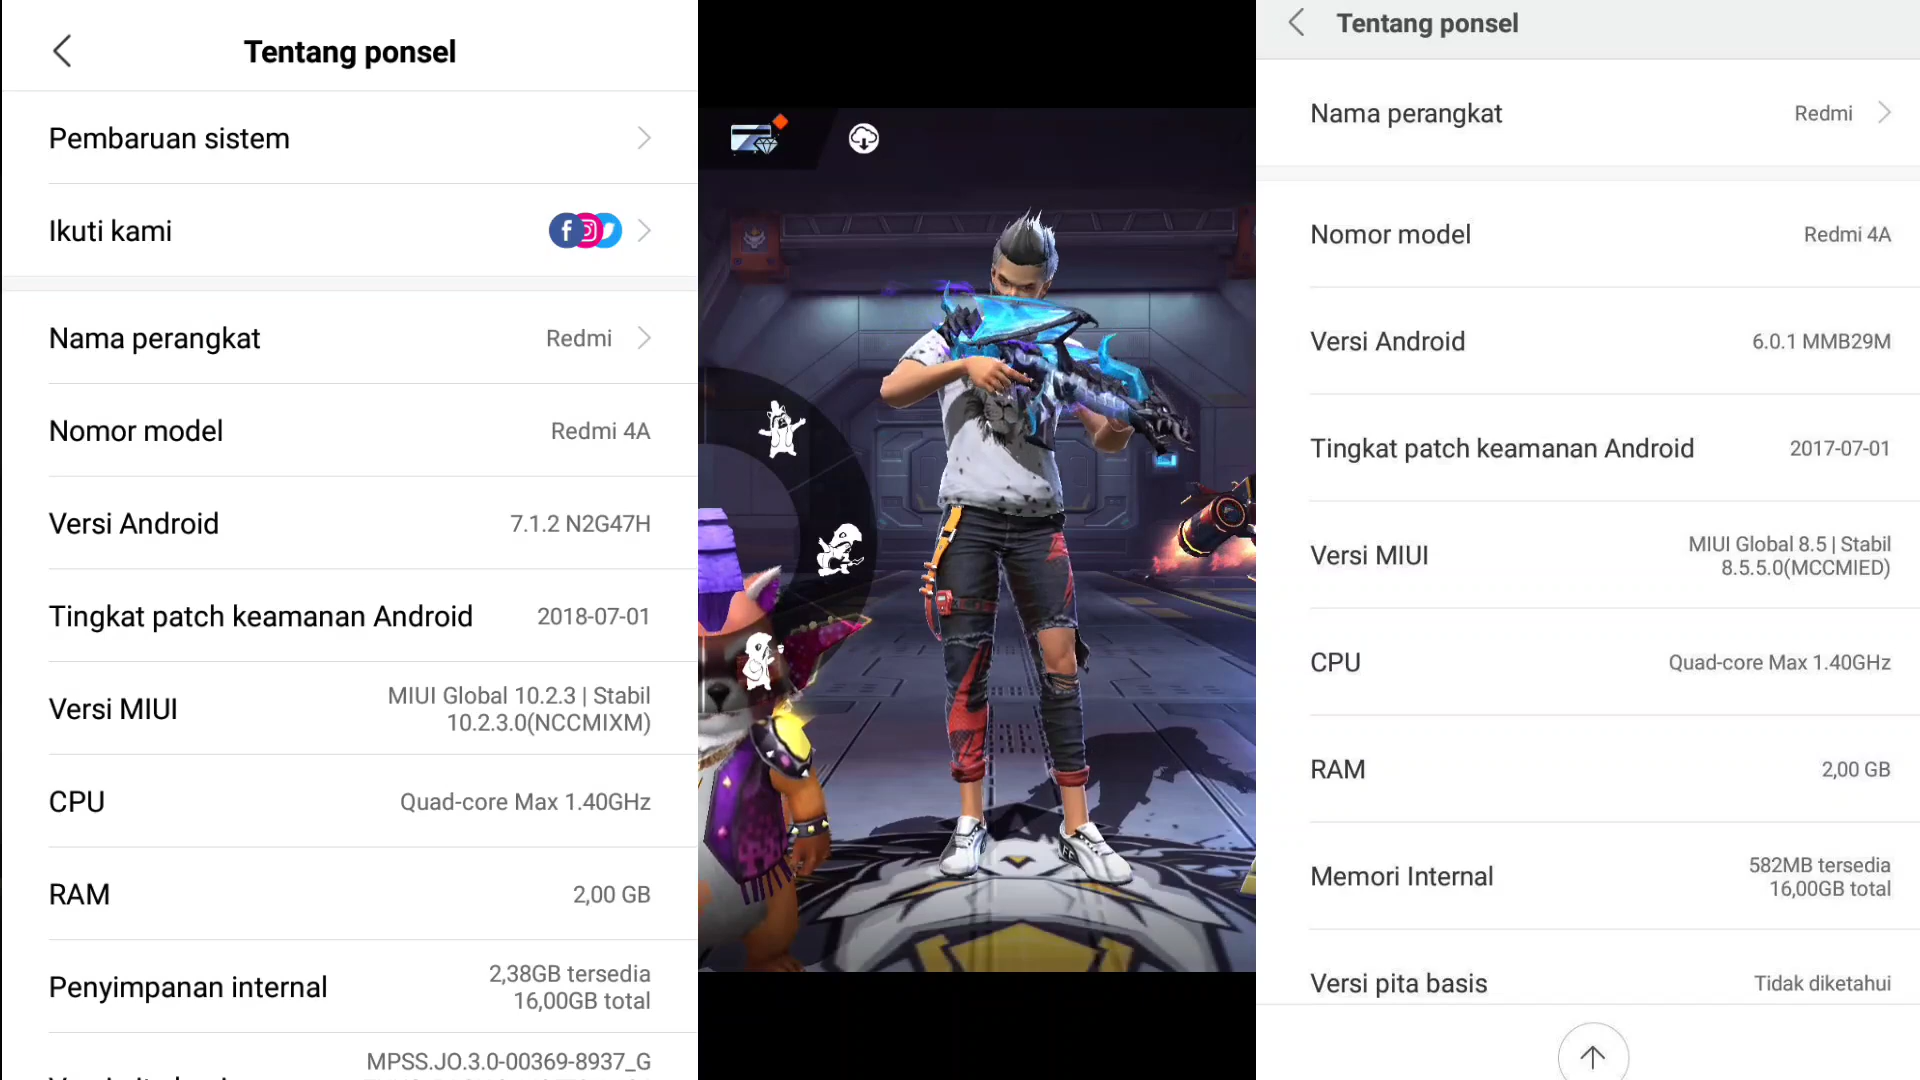 Tentang ponsel
Pembaruan sistem
Ikuti kami
Nama perangkat Redmi
Nomor model Redmi 4A
Versi Android 7.1.2 N2G47H
Tingkat patch keamanan Android 2018-07-01
Versi MIUI MIUI Global 10.2.3 | Stabil
10.2.3.0(NCCMIXM)
CPU Quad-core Max 1.40GHz
RAM 2,00 GB
Penyimpanan internal 2,38GB tersedia
16,00GB total
MPSS.JO.3.0-00369-8937_G
Tentang ponsel
Nama perangkat Redmi
Nomor model Redmi 4A
Versi Android 6.0.1 MMB29M
Tingkat patch keamanan Android 2017-07-01
Versi MIUI MIUI Global 8.5 | Stabil
8.5.5.0(MCCMIED)
CPU Quad-core Max 1.40GHz
RAM 2,00 GB
Memori Internal 582MB tersedia
16,00GB total
Versi pita basis Tidak diketahui